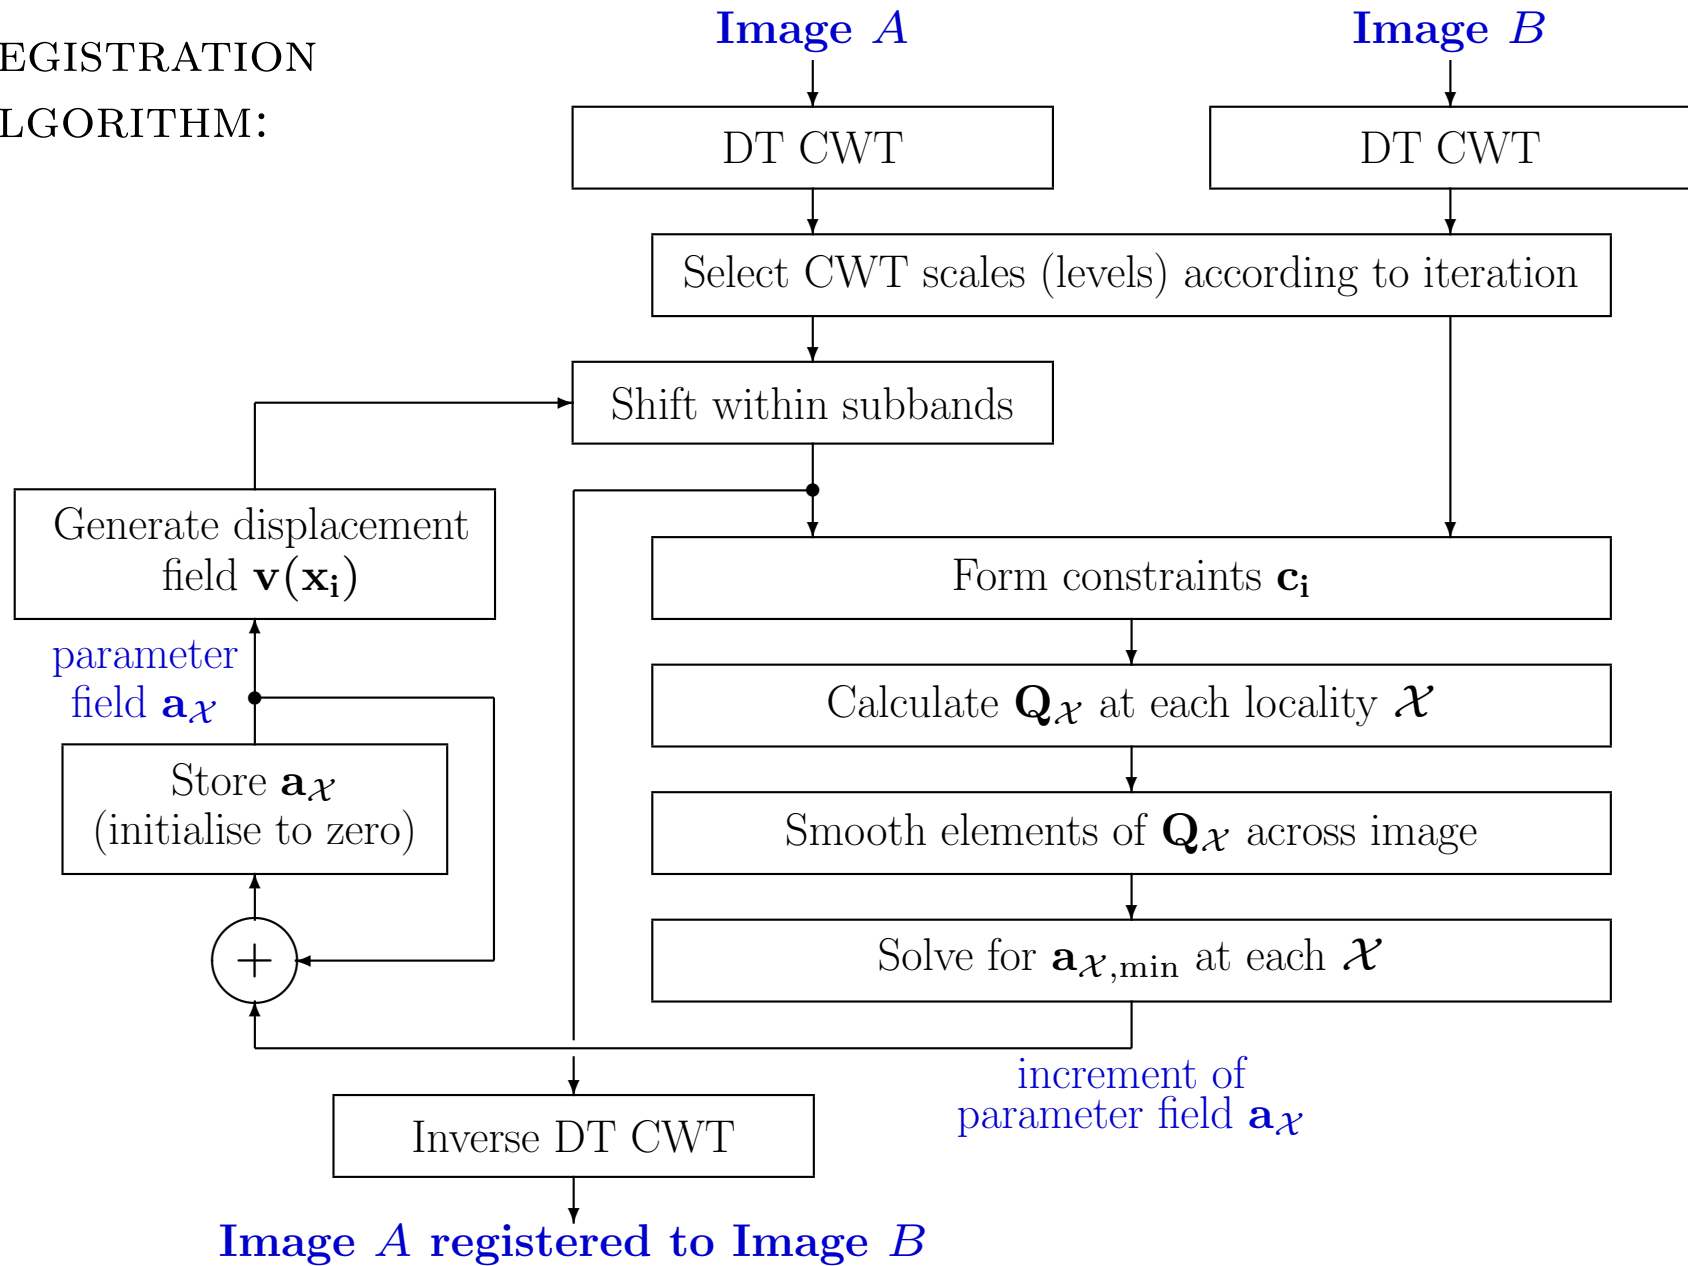 EGISTRATION
LGORITHM:
Image A
Image B
DT CWT
DT CWT
Select CWT scales (levels) according to iteration
Shift within subbands
Generate displacement
field v(xᵢ)
Form constraints cᵢ
parameter
field a𝒳
Calculate Q𝒳 at each locality 𝒳
Store a𝒳
(initialise to zero)
Smooth elements of Q𝒳 across image
+
Solve for a𝒳,min at each 𝒳
increment of
parameter field a𝒳
Inverse DT CWT
Image A registered to Image B